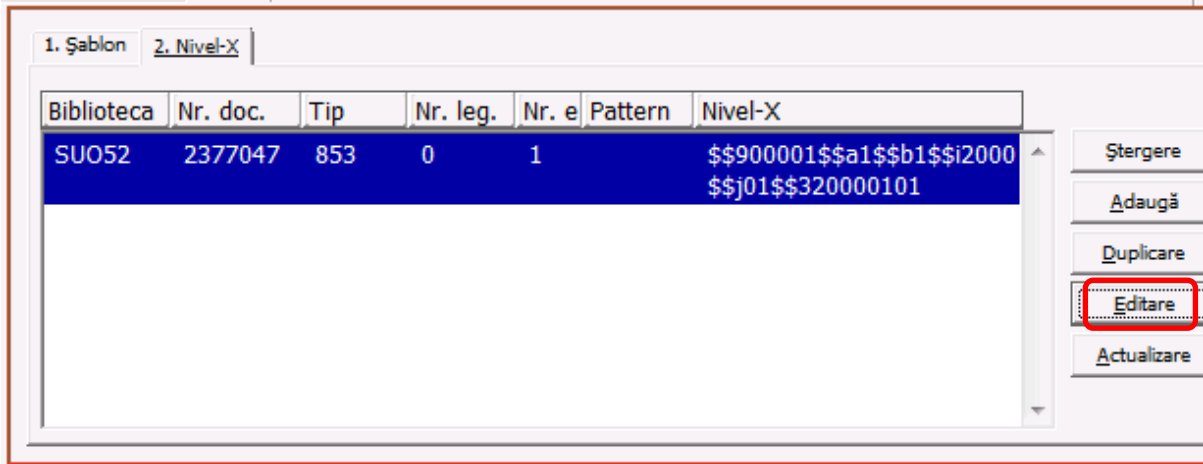 1. Şablon 2. Nivel-X
Biblioteca Nr. doc. Tip Nr. leg. Nr. e Pattern Nivel-X
SUO52 2377047 853 0 1 $$900001$$a1$$b1$$i2000
$$j01$$320000101
Ştergere
Adaugă
Duplicare
Editare
Actualizare